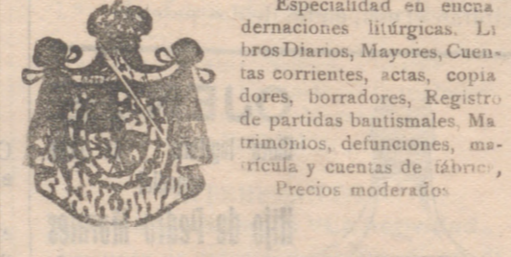 Especialidad en encua
dernaciones litúrgicas. Li
bros Diarios, Mayores, Cuen-
tas corrientes, actas, copia
dores, borradores, Registro
de partidas bautismales, Ma
trimonios, defunciones, ma-
trícula y cuentas de fábrica,
Precios moderados